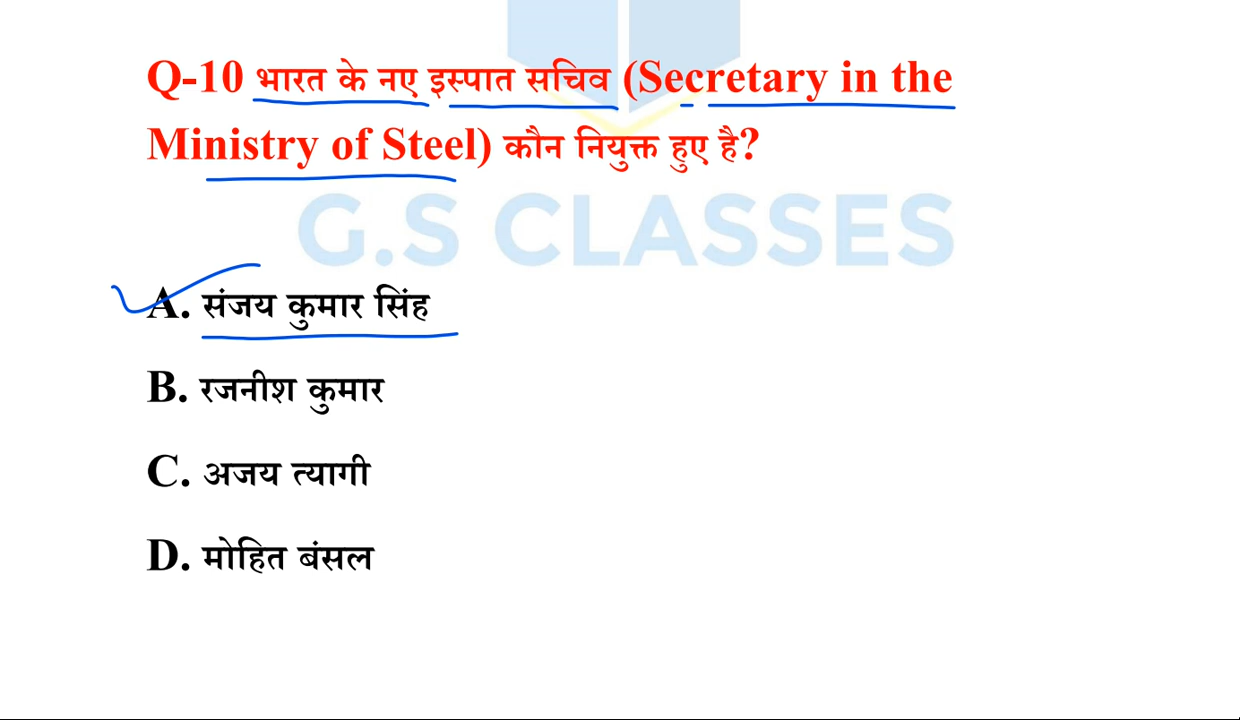 Q-10 भारत के नए इस्पात सचिव (Secretary in the
Ministry of Steel) कौन नियुक्त हुए है?
G.S CLASSES
A. संजय कुमार सिंह
B. रजनीश कुमार
C. अजय त्यागी
D. मोहित बंसल